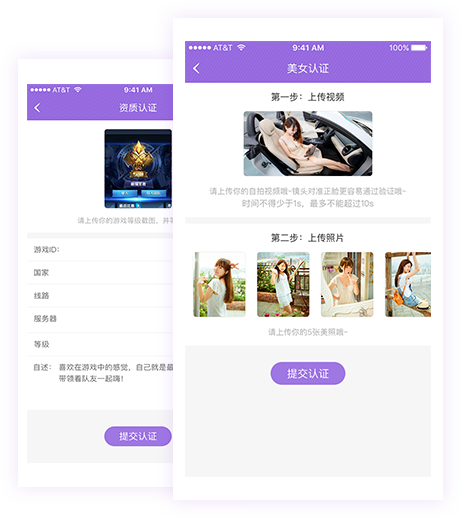 AT&T
9:41 AM
资质认证
请上传你的游戏等级截图，并
游戏ID:
国家
线路
服务器
等级
自述：
喜欢在游戏中的感觉，自己就是最
带领着队友一起嗨！
提交认证
AT&T
9:41 AM
100%
美女认证
第一步：上传视频
请上传你的自拍视频哦~镜头对准正脸更容易通过验证哦~
时间不得少于1s，最多不能超过10s
第二步：上传照片
请上传你的5张美照哦~
提交认证